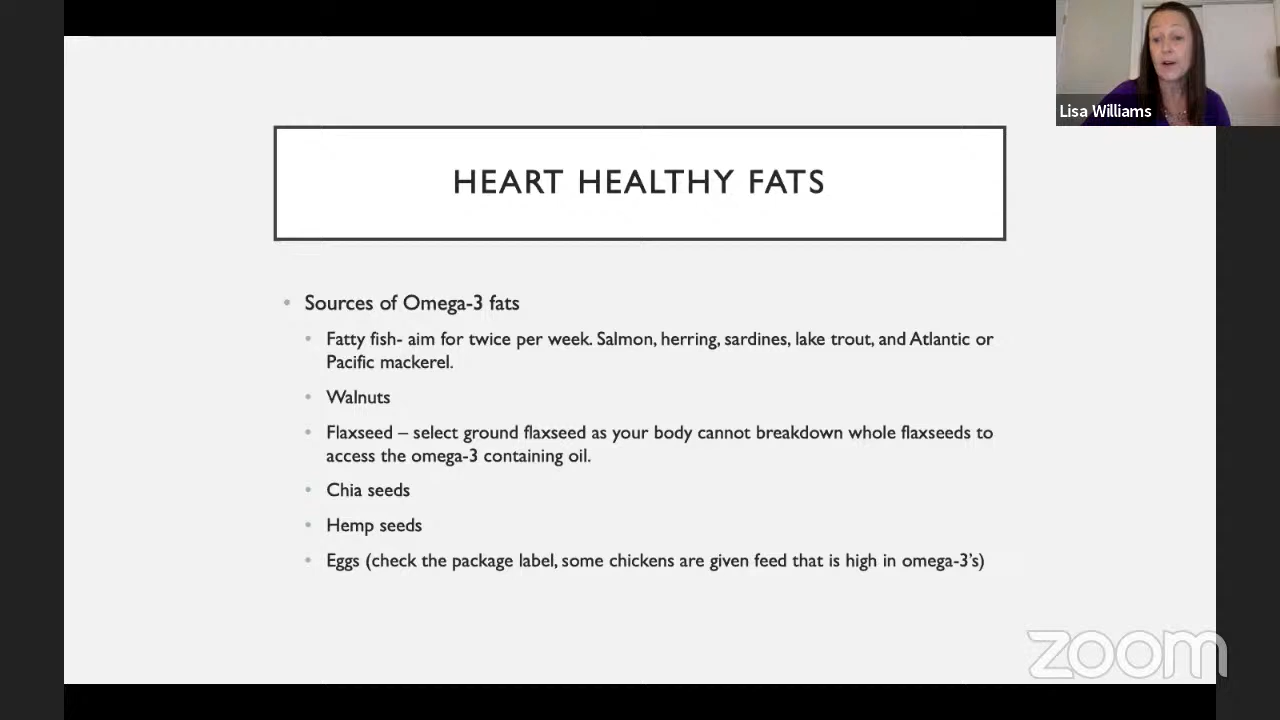 Lisa Williams
HEART HEALTHY FATS
• Sources of Omega-3 fats
• Fatty fish- aim for twice per week. Salmon, herring, sardines, lake trout, and Atlantic or
Pacific mackerel.
• Walnuts
• Flaxseed – select ground flaxseed as your body cannot breakdown whole flaxseeds to
access the omega-3 containing oil.
• Chia seeds
• Hemp seeds
• Eggs (check the package label, some chickens are given feed that is high in omega-3's)
zoom